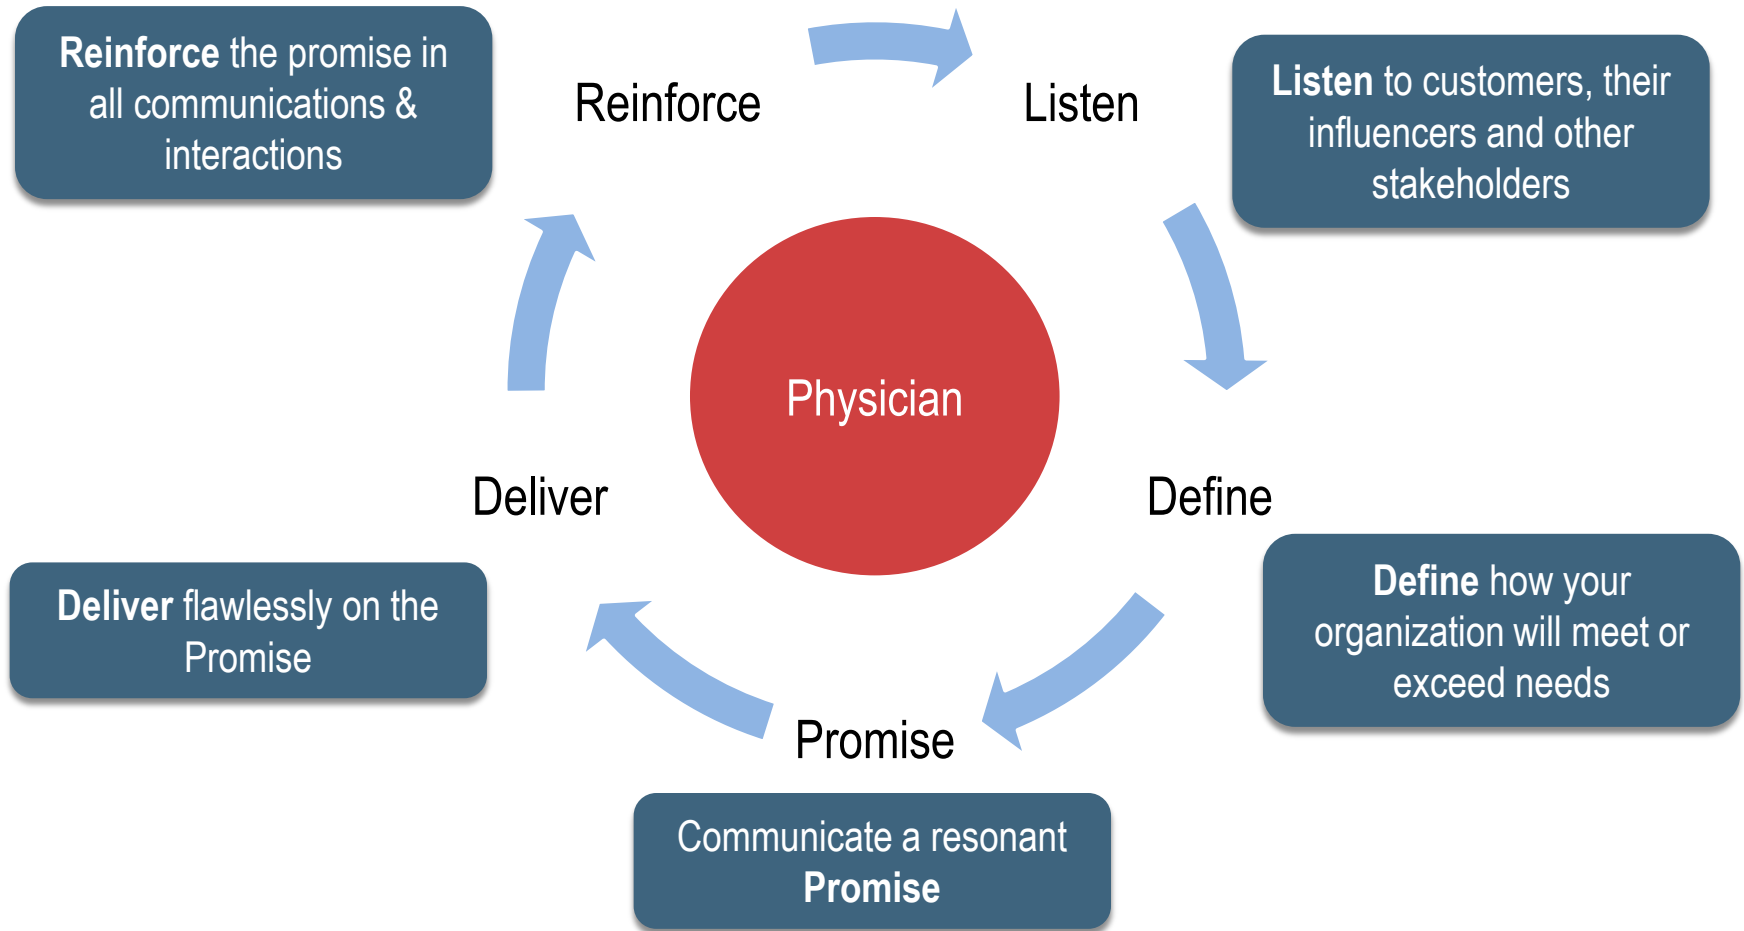 Reinforce the promise in
all communications &
interactions
Reinforce
Listen
Listen to customers, their
influencers and other
stakeholders
Physician
Deliver
Define
Deliver flawlessly on the
Promise
Define how your
organization will meet or
exceed needs
Promise
Communicate a resonant
Promise